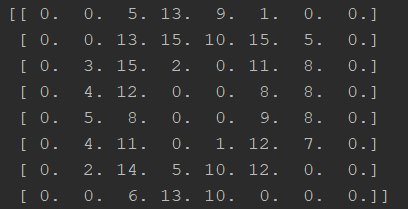 [[ 0. 0. 5. 13. 9. 1. 0. 0.]
[ 0. 0. 13. 15. 10. 15. 5. 0.]
[ 0. 3. 15. 2. 0. 11. 8. 0.]
[ 0. 4. 12. 0. 0. 8. 8. 0.]
[ 0. 5. 8. 0. 0. 9. 8. 0.]
[ 0. 4. 11. 0. 1. 12. 7. 0.]
[ 0. 2. 14. 5. 10. 12. 0. 0.]
[ 0. 0. 6. 13. 10. 0. 0. 0.]]